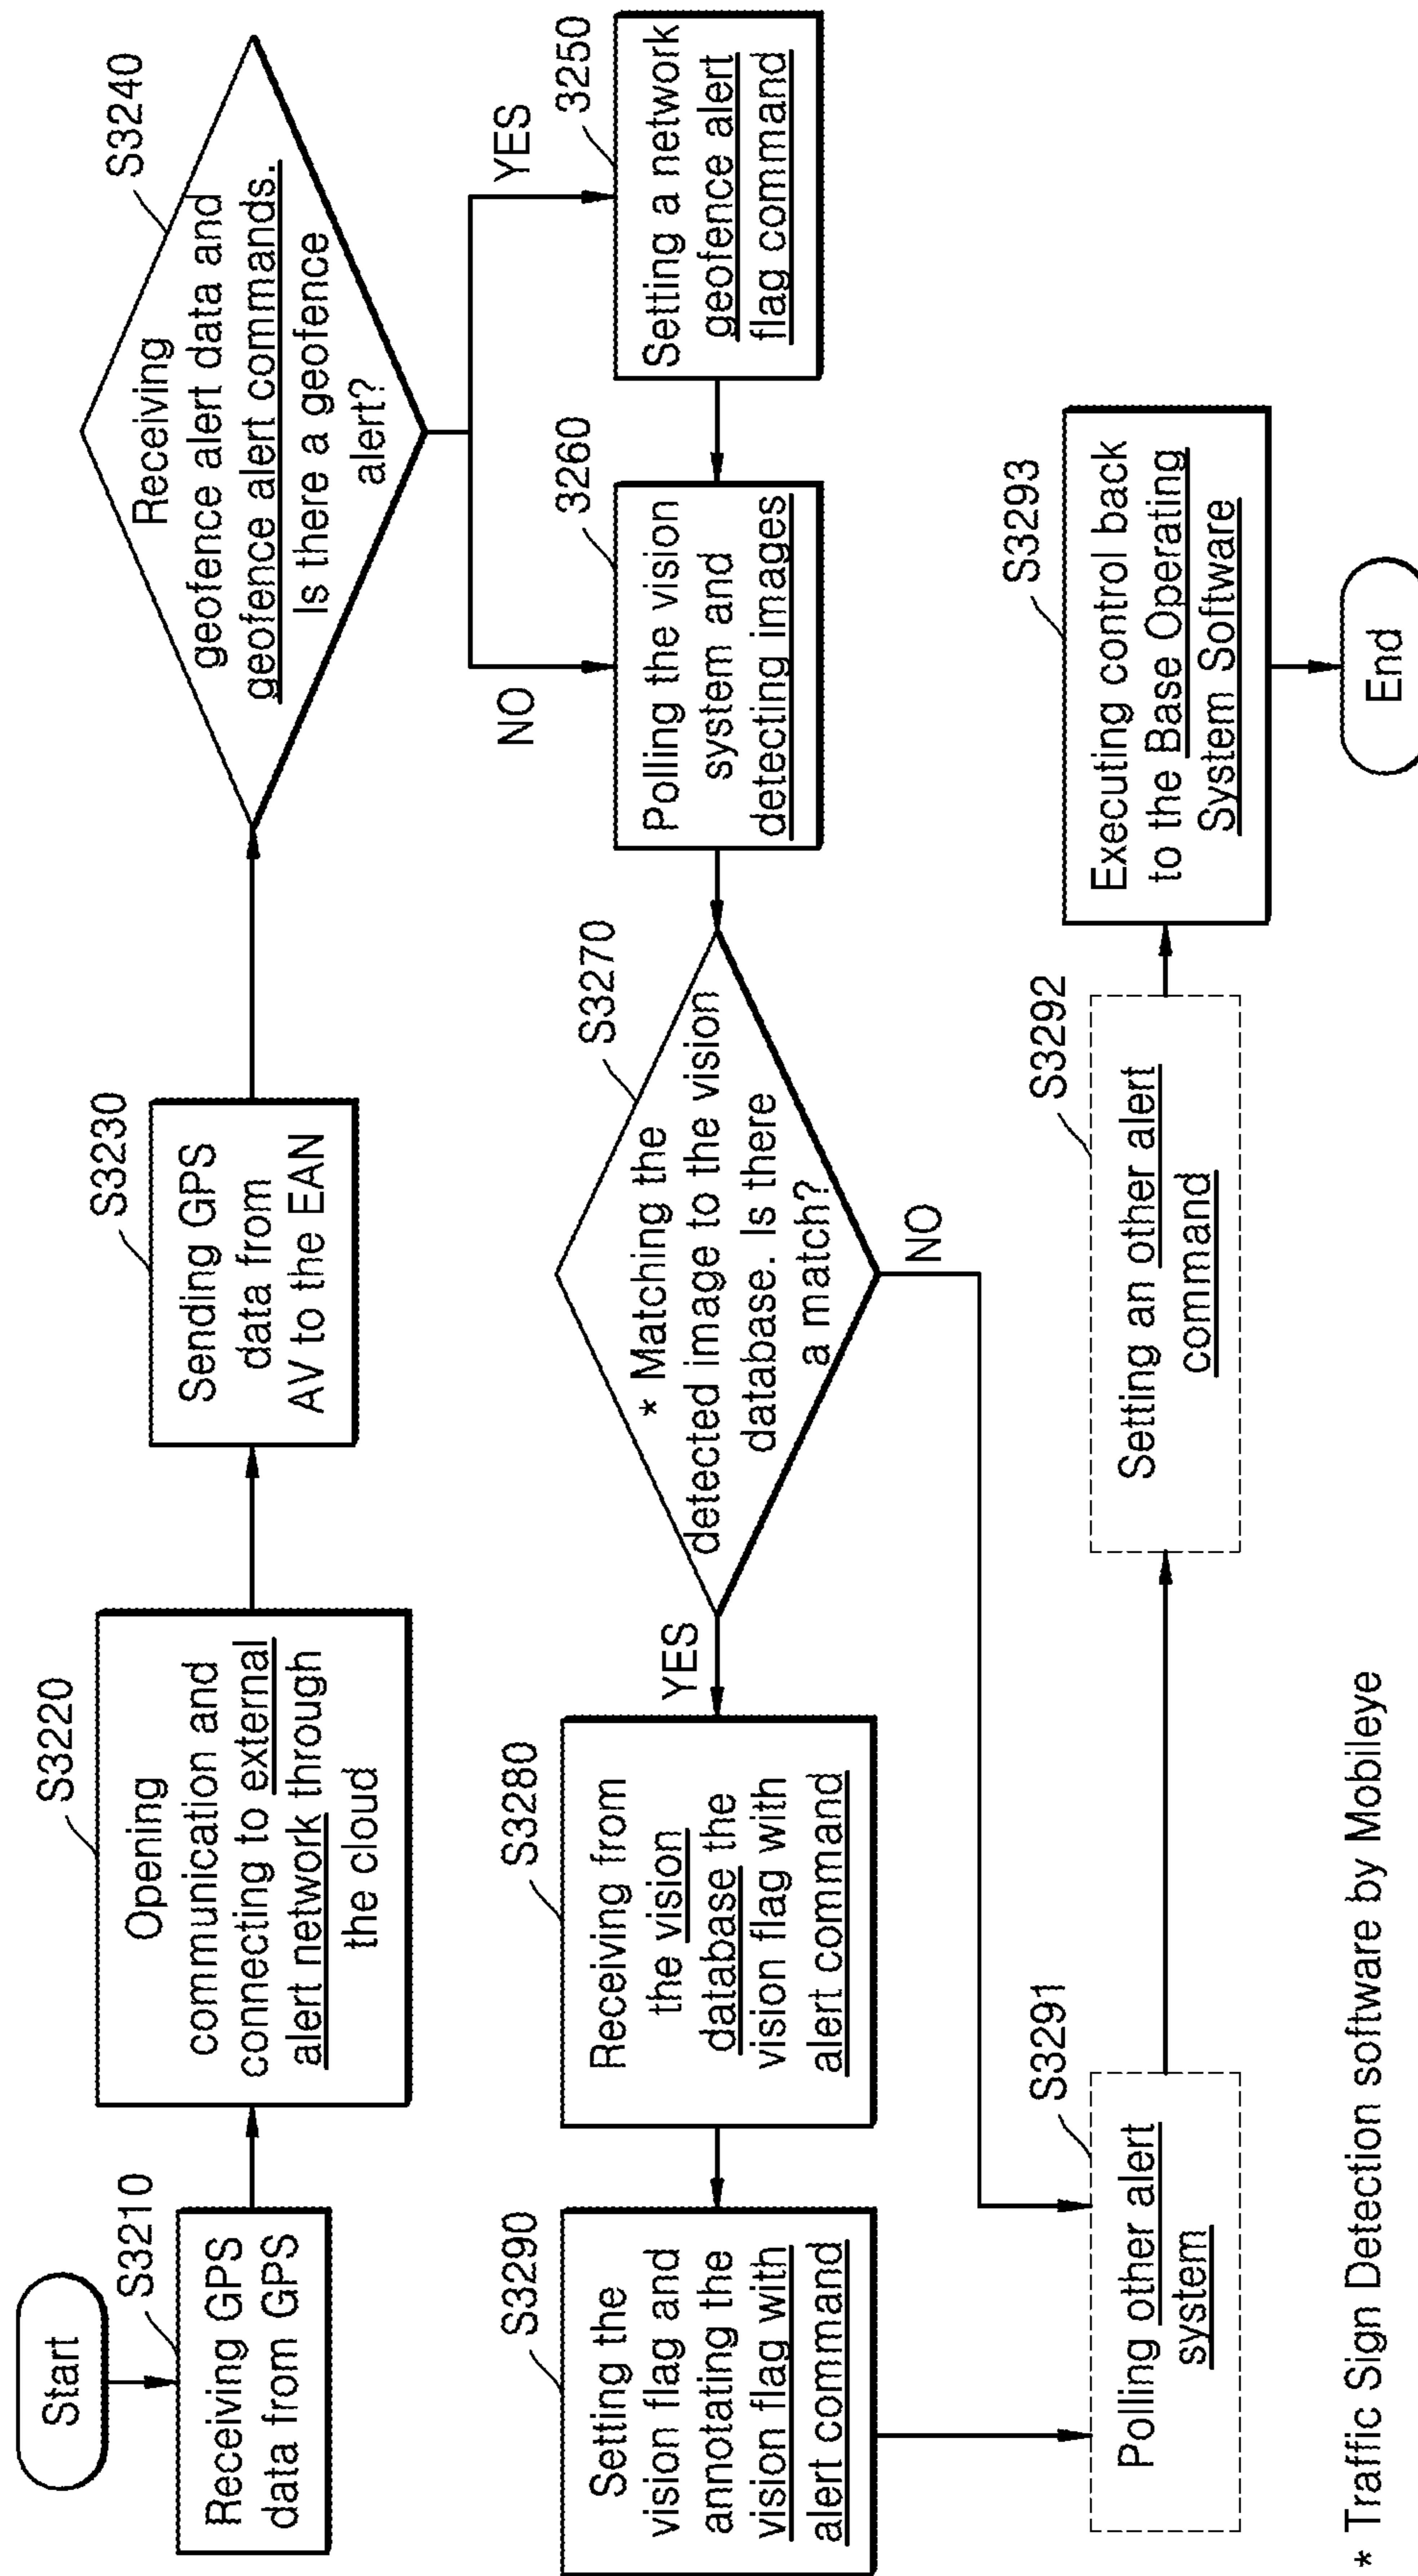 Start
S3210
Receiving GPS
data from GPS
S3220
Opening
communication and
connecting to external
alert network through
the cloud
S3230
Sending GPS
data from
AV to the EAN
S3240
Receiving
geofence alert data and
geofence alert commands.
Is there a geofence
alert?
YES
NO
3250
Setting a network
geofence alert
flag command
3260
Polling the vision
system and
detecting images
S3270
* Matching the
detected image to the vision
database. Is there
a match?
YES
NO
S3280
Receiving from
the vision
database the
vision flag with
alert command
S3290
Setting the
vision flag and
annotating the
vision flag with
alert command
S3291
Polling other alert
system
S3292
Setting an other alert
command
S3293
Executing control back
to the Base Operating
System Software
End
* Traffic Sign Detection software by Mobileye